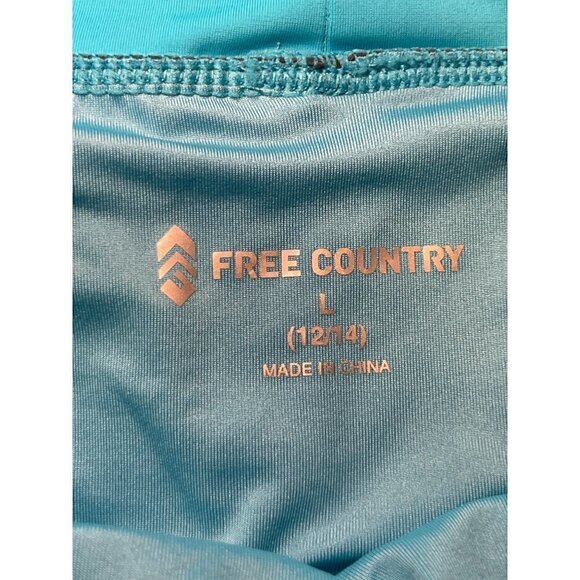 FREE COUNTRY
L
(12/14)
MADE IN CHINA